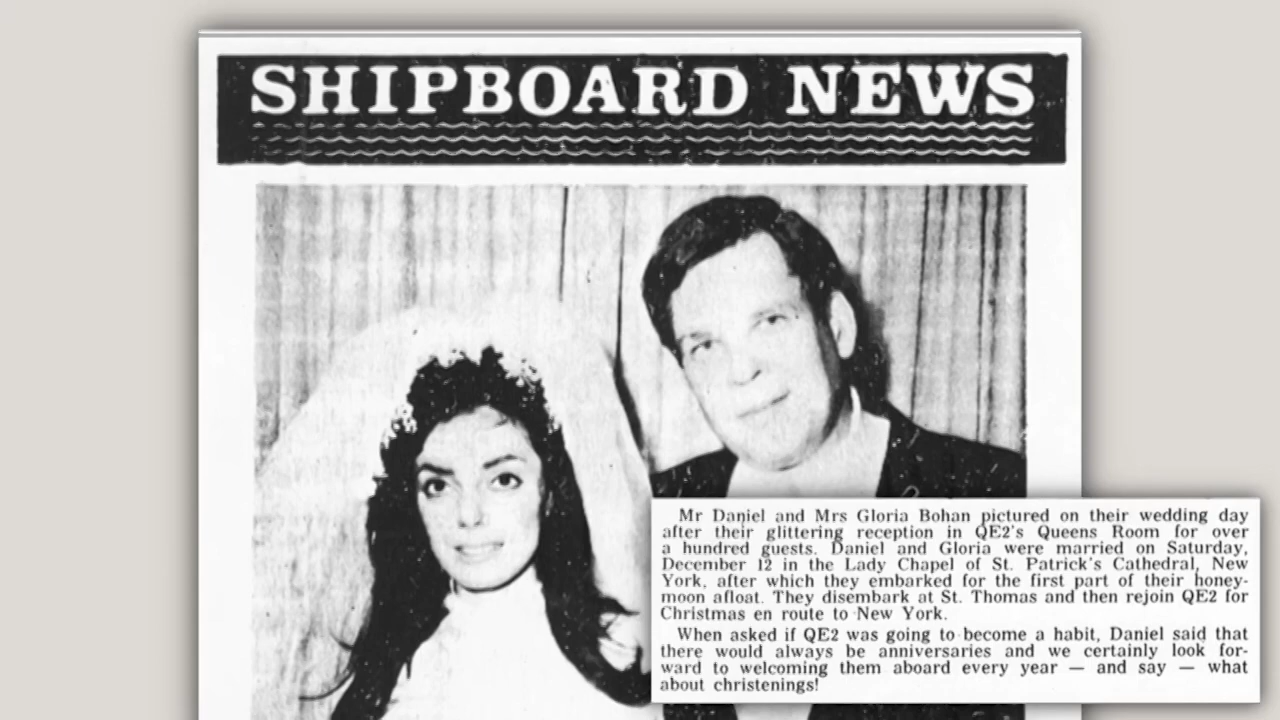 SHIPBOARD NEWS
Mr Daniel and Mrs Gloria Bohan pictured on their wedding day
after their glittering reception in QE2's Queens Room for over
a hundred guests. Daniel and Gloria were married on Saturday,
December 12 in the Lady Chapel of St. Patrick's Cathedral, New
York, after which they embarked for the first part of their honey-
moon afloat. They disembark at St. Thomas and then rejoin QE2 for
Christmas en route to New York.
When asked if QE2 was going to become a habit, Daniel said that
there would always be anniversaries and we certainly look for-
ward to welcoming them aboard every year — and say — what
about christenings!